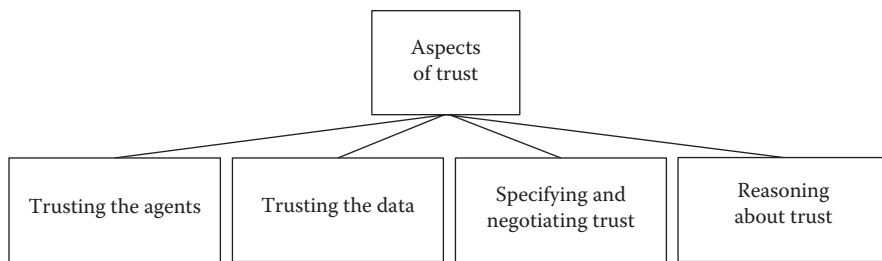 Aspects
of trust
Trusting the agents
Trusting the data
Specifying and
negotiating trust
Reasoning
about trust